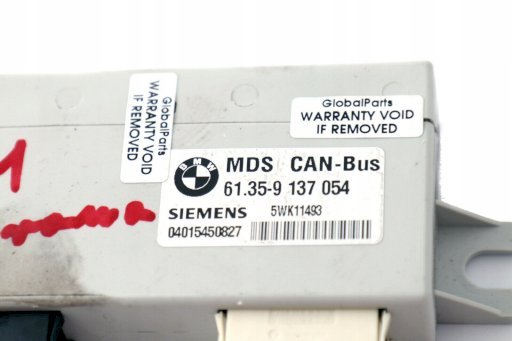 GlobalParts
WARRANTY VOID
IF REMOVED
GlobalParts
WARRANTY VOID
IF REMOVED
BMW
MDS CAN-Bus
61.35-9 137 054
SIEMENS 5WK11493
04015450827